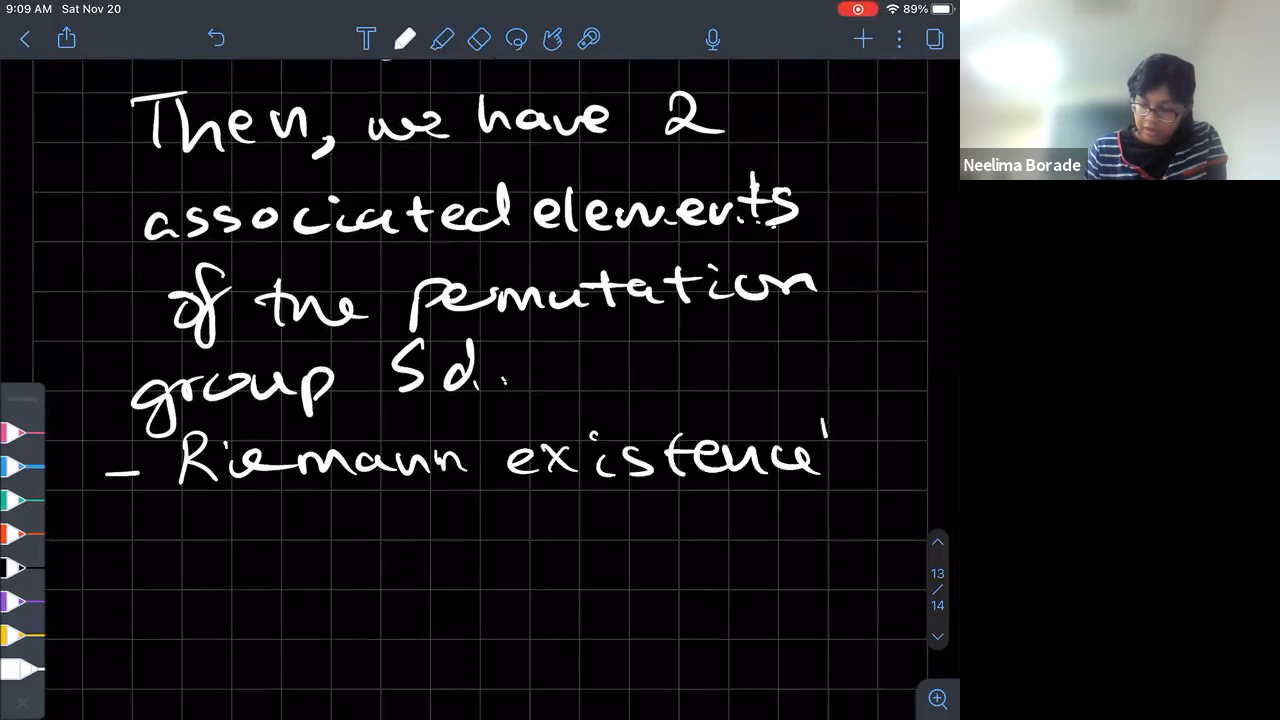 9:09 AM Sat Nov 20
89%
Then, we have 2
associated elements
of the permutation
group Sd.
- Riemann existence
13
/
14
Neelima Borade